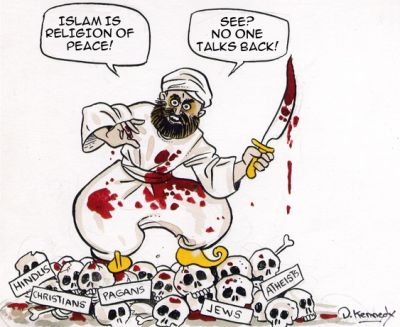 ISLAM IS
RELIGION OF
PEACE!
SEE?
NO ONE
TALKS BACK!
HINDUS
CHRISTIANS
PAGANS
JEWS
ATHEISTS
D. Kennedy